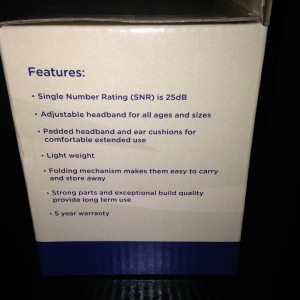 Features:
• Single Number Rating (SNR) is 25dB
• Adjustable headband for all ages and sizes
• Padded headband and ear cushions for
comfortable extended use
• Light weight
• Folding mechanism makes them easy to carry
and store away
• Strong parts and exceptional build quality
provide long term use
• 5 year warranty